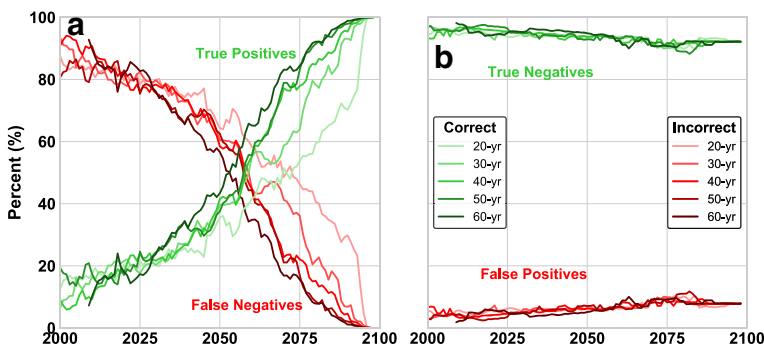 a
b
Percent (%)
100
80
60
40
20
0
2000
2025
2050
2075
2100
True Positives
False Negatives
2000
2025
2050
2075
2100
True Negatives
False Positives
Correct
20-yr
30-yr
40-yr
50-yr
60-yr
Incorrect
20-yr
30-yr
40-yr
50-yr
60-yr